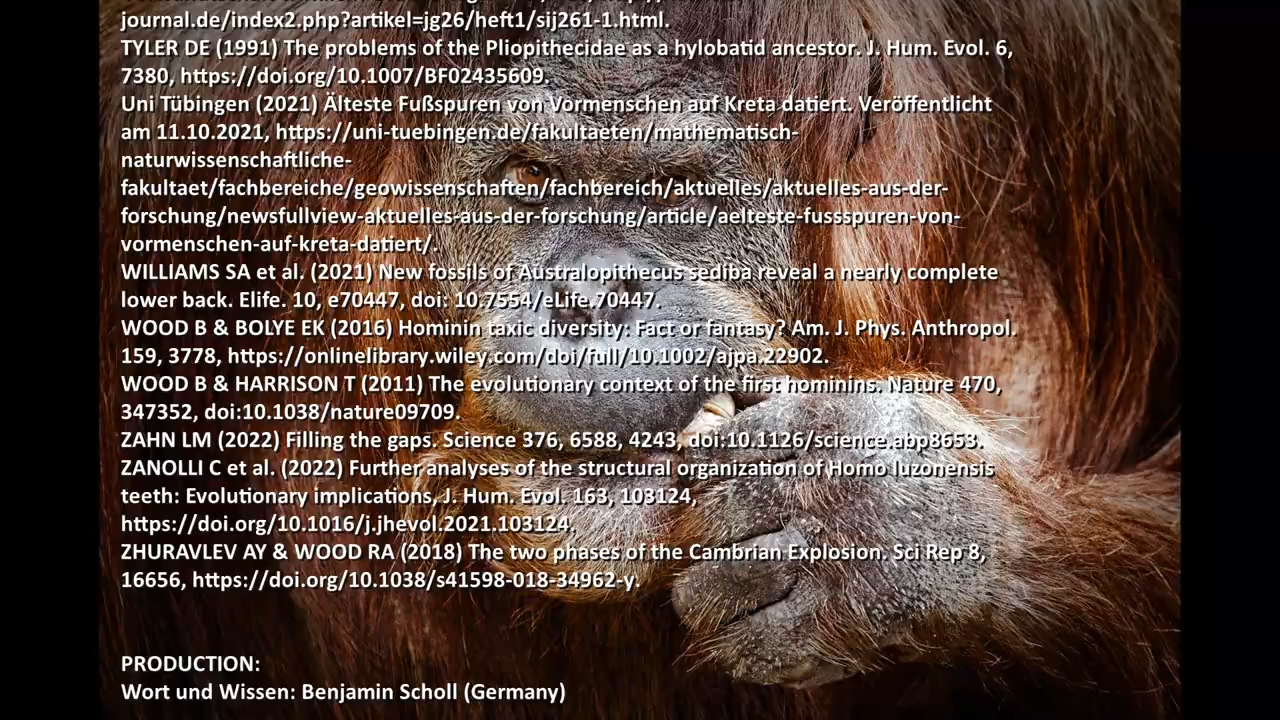 journal.de/index2.php?artikel=jg26/heft1/sij261-1.html.
TYLER DE (1991) The problems of the Pliopithecidae as a hylobatid ancestor. J. Hum. Evol. 6,
7380, https://doi.org/10.1007/BF02435609.
Uni Tübingen (2021) Älteste Fußspuren von Vormenschen auf Kreta datiert. Veröffentlicht
am 11.10.2021, https://uni-tuebingen.de/fakultaeten/mathematisch-
naturwissenschaftliche-
fakultaet/fachbereiche/geowissenschaften/fachbereich/aktuelles/aktuelles-aus-der-
forschung/newsfullview-aktuelles-aus-der-forschung/article/aelteste-fussspuren-von-
vormenschen-auf-kreta-datiert/.
WILLIAMS SA et al. (2021) New fossils of Australopithecus sediba reveal a nearly complete
lower back. Elife. 10, e70447, doi: 10.7554/eLife.70447.
WOOD B & BOLYE EK (2016) Hominin taxic diversity: Fact or fantasy? Am. J. Phys. Anthropol.
159, 3778, https://onlinelibrary.wiley.com/doi/full/10.1002/ajpa.22902.
WOOD B & HARRISON T (2011) The evolutionary context of the first hominins. Nature 470,
347352, doi:10.1038/nature09709.
ZAHN LM (2022) Filling the gaps. Science 376, 6588, 4243, doi:10.1126/science.abp8653.
ZANOLLI C et al. (2022) Further analyses of the structural organization of Homo luzonensis
teeth: Evolutionary implications, J. Hum. Evol. 163, 103124,
https://doi.org/10.1016/j.jhevol.2021.103124.
ZHURAVLEV AY & WOOD RA (2018) The two phases of the Cambrian Explosion. Sci Rep 8,
16656, https://doi.org/10.1038/s41598-018-34962-y.
PRODUCTION:
Wort und Wissen: Benjamin Scholl (Germany)